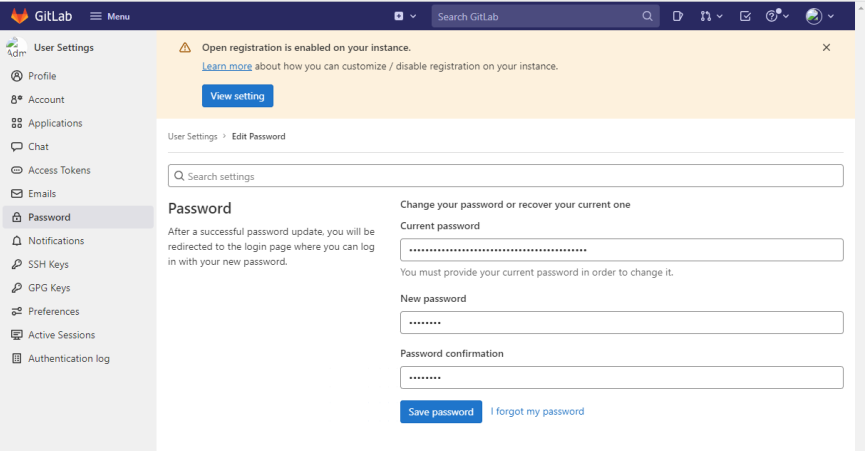 GitLab
Menu
Search GitLab
Adm
User Settings
Profile
Account
Applications
Chat
Access Tokens
Emails
Password
Notifications
SSH Keys
GPG Keys
Preferences
Active Sessions
Authentication log
Open registration is enabled on your instance.
Learn more about how you can customize / disable registration on your instance.
View setting
User Settings > Edit Password
Search settings
Password
After a successful password update, you will be
redirected to the login page where you can log
in with your new password.
Change your password or recover your current one
Current password
You must provide your current password in order to change it.
New password
Password confirmation
Save password
I forgot my password